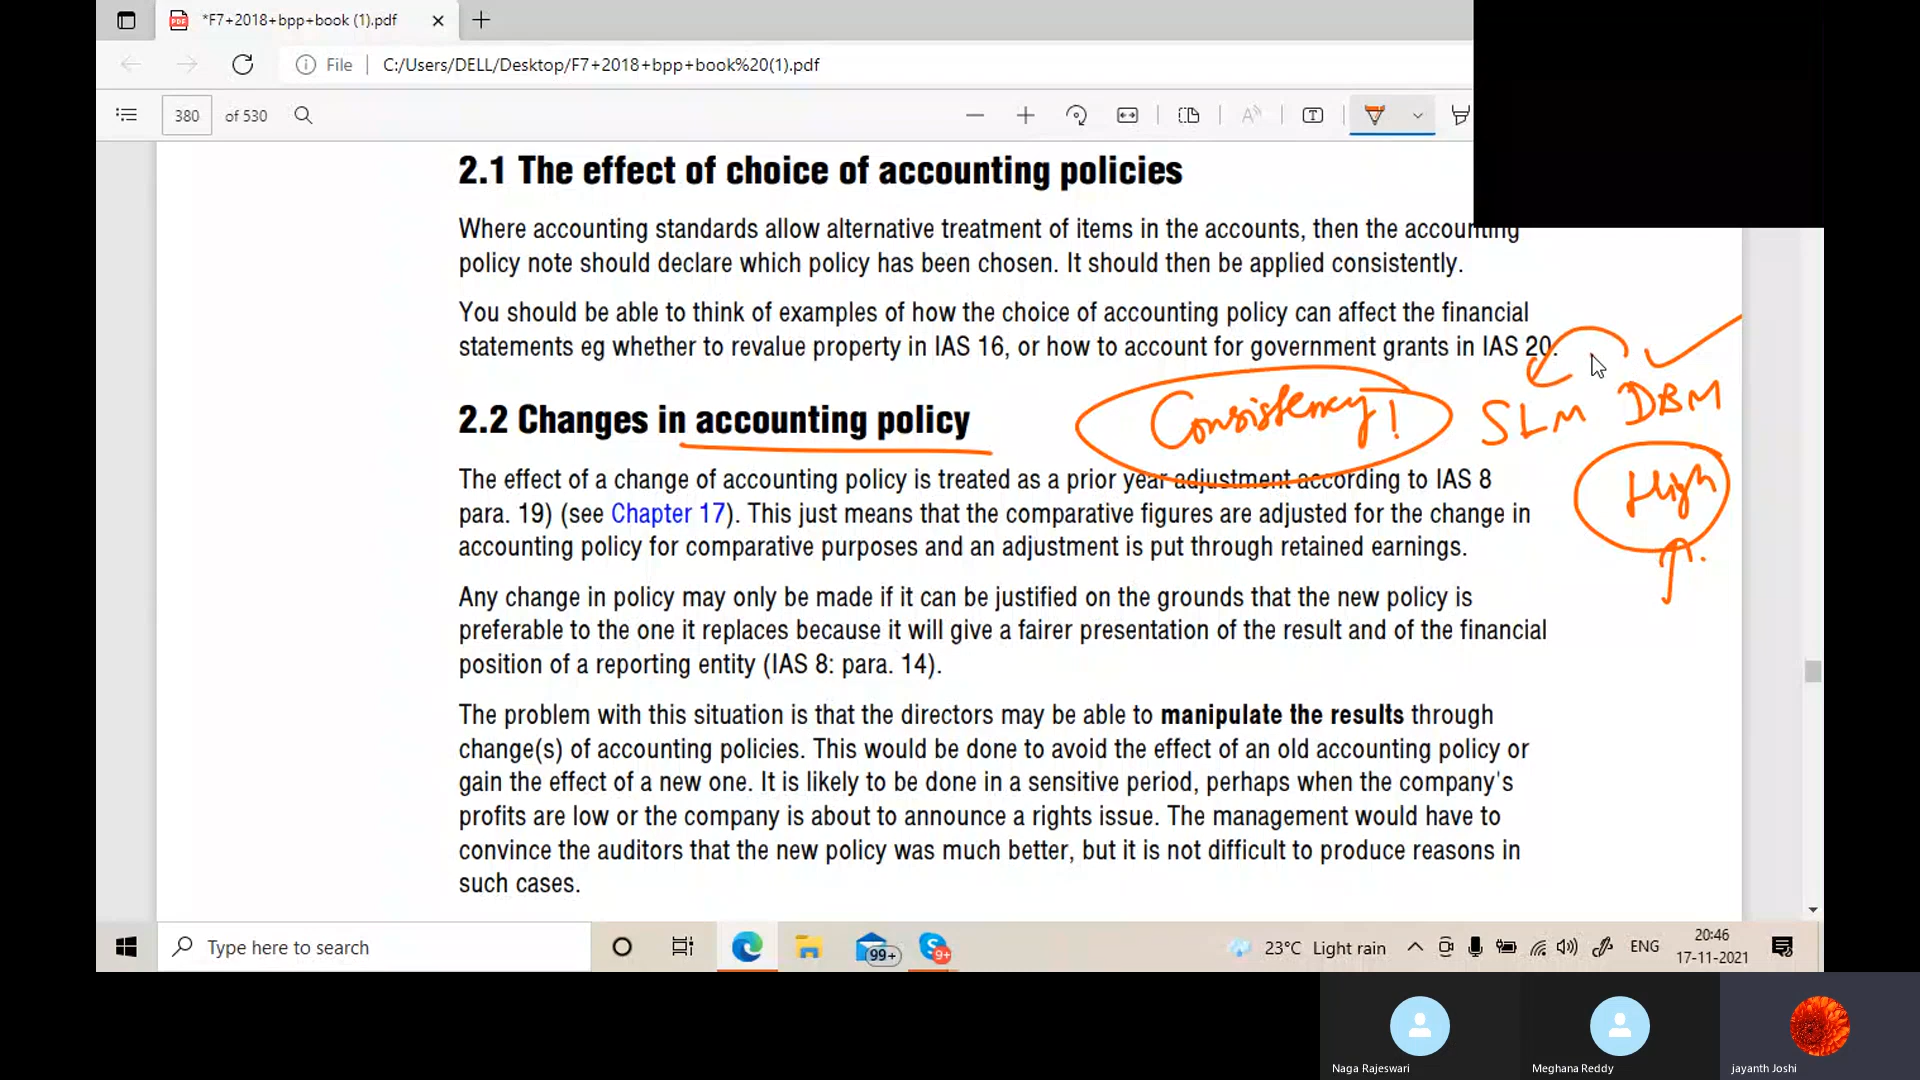 *F7+2018+bpp+book (1).pdf
File
C:/Users/DELL/Desktop/F7+2018+bpp+book%20(1).pdf
380 of 530
2.1 The effect of choice of accounting policies
Where accounting standards allow alternative treatment of items in the accounts, then the accounting
policy note should declare which policy has been chosen. It should then be applied consistently.
You should be able to think of examples of how the choice of accounting policy can affect the financial
statements eg whether to revalue property in IAS 16, or how to account for government grants in IAS 20.
2.2 Changes in accounting policy
Consistency!
SLM DBM
High
The effect of a change of accounting policy is treated as a prior year adjustment according to IAS 8
para. 19) (see Chapter 17). This just means that the comparative figures are adjusted for the change in
accounting policy for comparative purposes and an adjustment is put through retained earnings.
Any change in policy may only be made if it can be justified on the grounds that the new policy is
preferable to the one it replaces because it will give a fairer presentation of the result and of the financial
position of a reporting entity (IAS 8: para. 14).
The problem with this situation is that the directors may be able to manipulate the results through
change(s) of accounting policies. This would be done to avoid the effect of an old accounting policy or
gain the effect of a new one. It is likely to be done in a sensitive period, perhaps when the company's
profits are low or the company is about to announce a rights issue. The management would have to
convince the auditors that the new policy was much better, but it is not difficult to produce reasons in
such cases.
Type here to search
99+
9+
23°C Light rain
ENG
20:46
17-11-2021
Naga Rajeswari
Meghana Reddy
jayanth Joshi